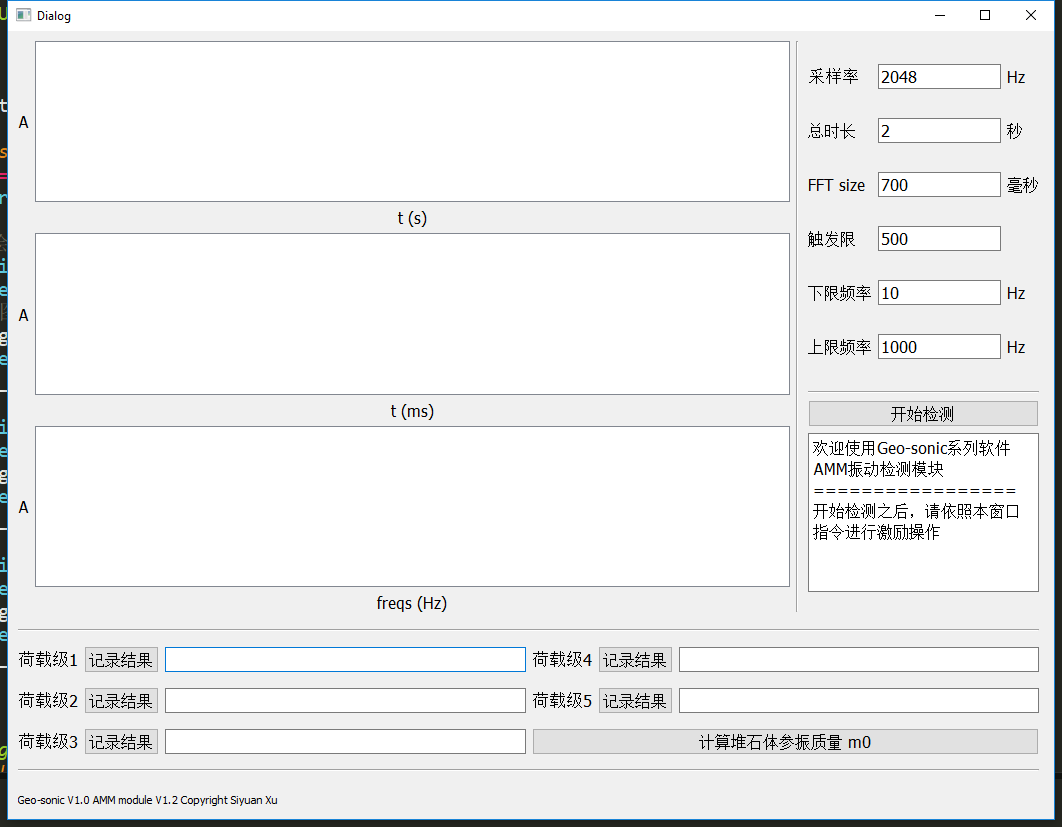 Dialog
A
t (s)
A
t (ms)
A
freqs (Hz)
采样率 2048 Hz
总时长 2 秒
FFT size 700 毫秒
触发限 500
下限频率 10 Hz
上限频率 1000 Hz
开始检测
欢迎使用Geo-sonic系列软件
AMM振动检测模块
=================
开始检测之后，请依照本窗口
指令进行激励操作
荷载级1 记录结果 荷载级4 记录结果
荷载级2 记录结果 荷载级5 记录结果
荷载级3 记录结果 计算堆石体参振质量 m0
Geo-sonic V1.0 AMM module V1.2 Copyright Siyuan Xu